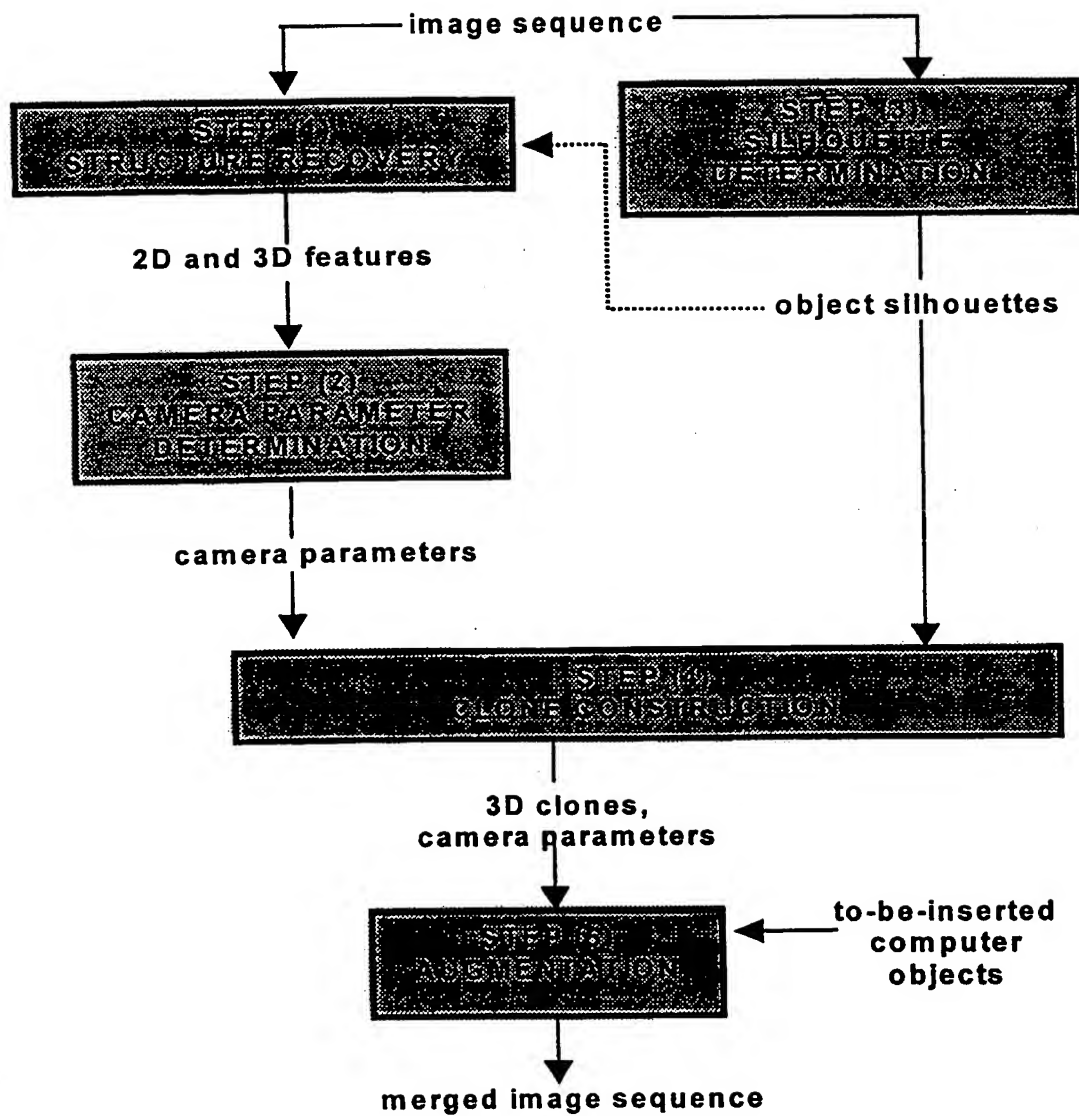 image sequence
STEP (1)
STRUCTURE RECOVERY
STEP (3)
SILHOUETTE
DETERMINATION
2D and 3D features
object silhouettes
STEP (2)
CAMERA PARAMETER
DETERMINATION
camera parameters
STEP (4)
CLONE CONSTRUCTION
3D clones,
camera parameters
STEP
AUGMENTATION
to-be-inserted
computer
objects
merged image sequence